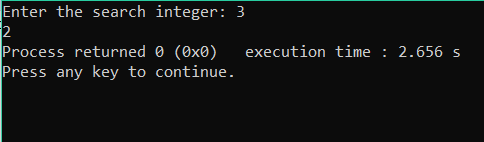 Enter the search integer: 3
2
Process returned 0 (0x0)   execution time : 2.656 s
Press any key to continue.